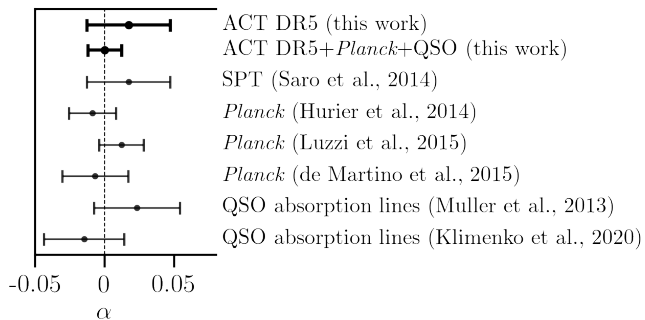 ACT DR5 (this work)
ACT DR5+Planck+QSO (this work)
SPT (Saro et al., 2014)
Planck (Hurier et al., 2014)
Planck (Luzzi et al., 2015)
Planck (de Martino et al., 2015)
QSO absorption lines (Muller et al., 2013)
QSO absorption lines (Klimenko et al., 2020)
-0.05 0 0.05
α